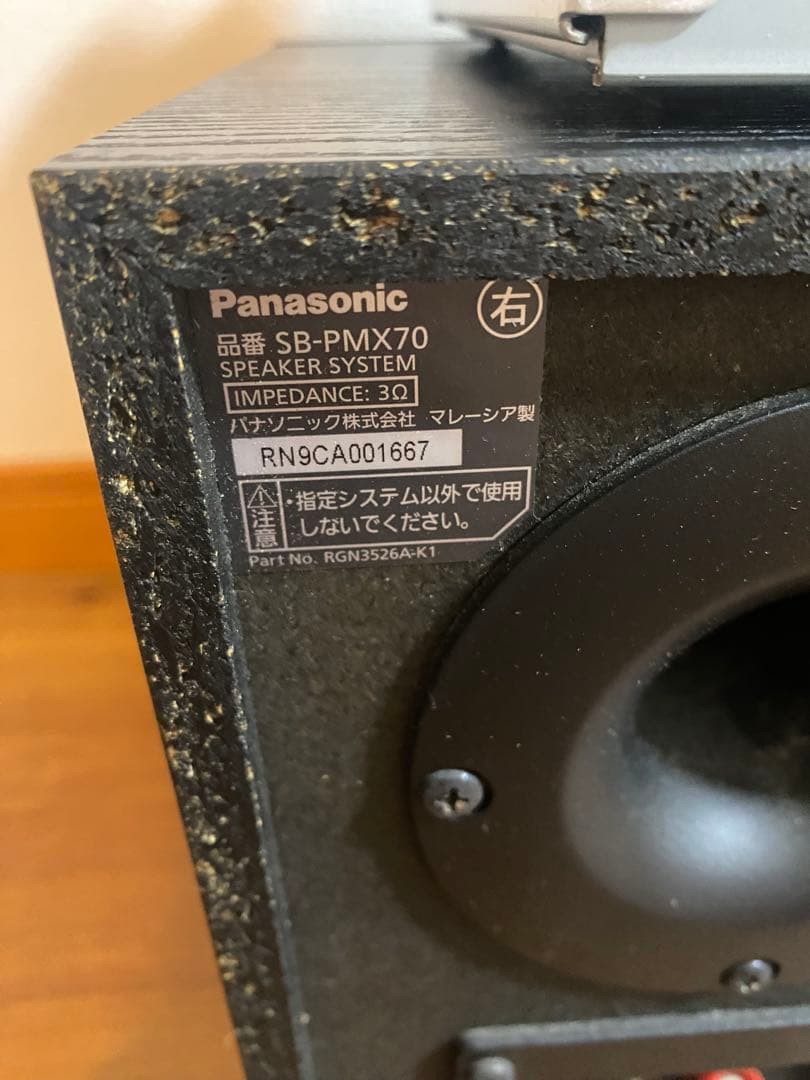 Panasonic
右
品番 SB-PMX70
SPEAKER SYSTEM
IMPEDANCE: 3Ω
パナソニック株式会社 マレーシア製
RN9CA001667
注意
・指定システム以外で使用
しないでください。
Part No. RGN3526A-K1